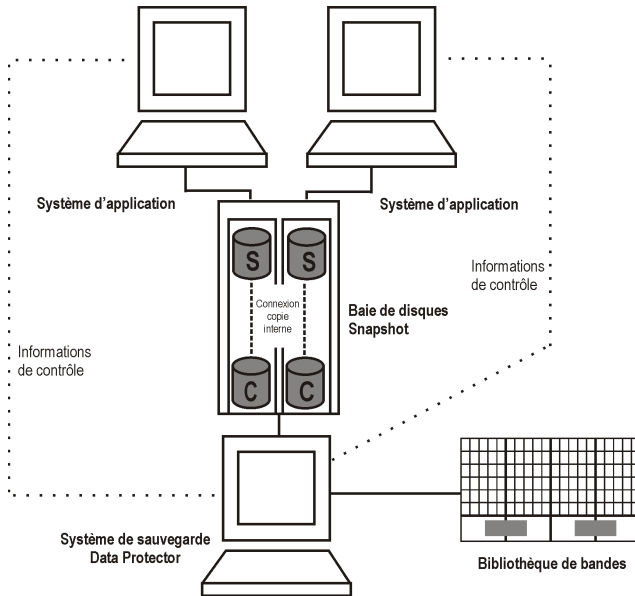 Système d'application
Système d'application
S S
Informations
de contrôle
Connexion
copie
interne
Baie de disques
Snapshot
Informations
de contrôle
C C
Système de sauvegarde
Data Protector
Bibliothèque de bandes